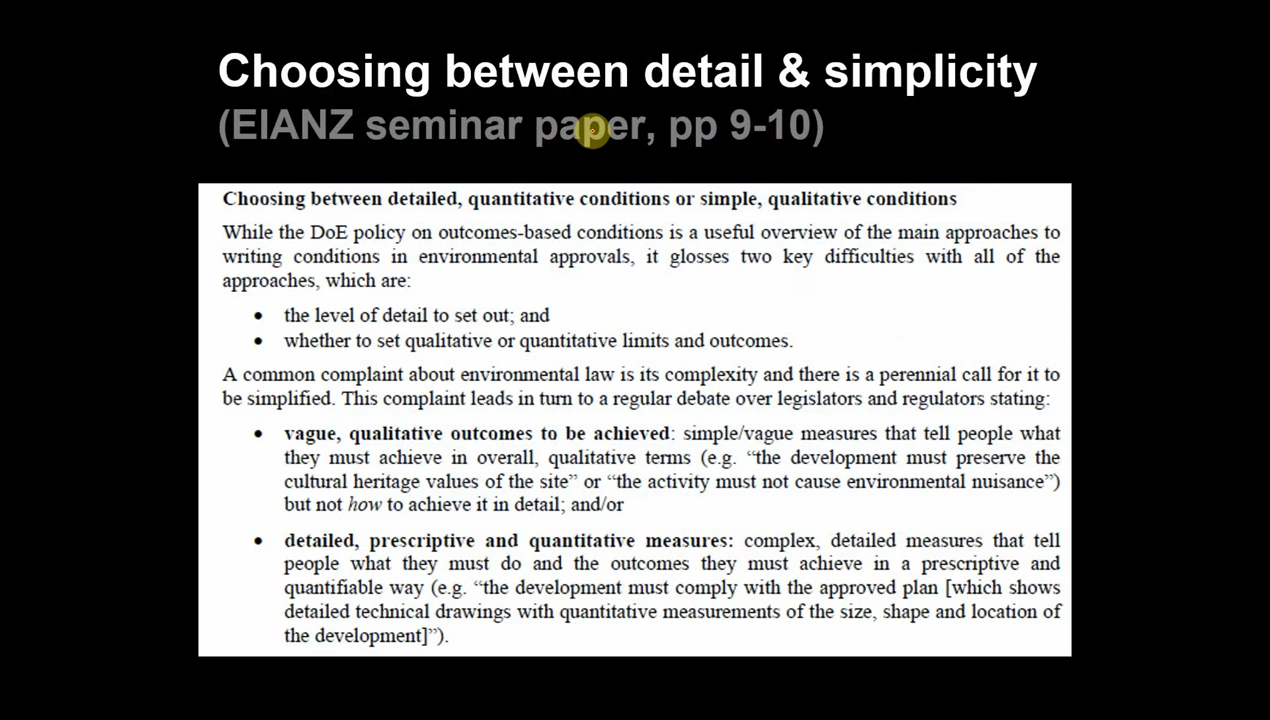 Choosing between detail & simplicity
(EIANZ seminar paper, pp 9-10)
Choosing between detailed, quantitative conditions or simple, qualitative conditions
While the DoE policy on outcomes-based conditions is a useful overview of the main approaches to
writing conditions in environmental approvals, it glosses two key difficulties with all of the
approaches, which are:
• the level of detail to set out; and
• whether to set qualitative or quantitative limits and outcomes.
A common complaint about environmental law is its complexity and there is a perennial call for it to
be simplified. This complaint leads in turn to a regular debate over legislators and regulators stating:
• vague, qualitative outcomes to be achieved: simple/vague measures that tell people what
they must achieve in overall, qualitative terms (e.g. “the development must preserve the
cultural heritage values of the site” or “the activity must not cause environmental nuisance”)
but not how to achieve it in detail; and/or
• detailed, prescriptive and quantitative measures: complex, detailed measures that tell
people what they must do and the outcomes they must achieve in a prescriptive and
quantifiable way (e.g. “the development must comply with the approved plan [which shows
detailed technical drawings with quantitative measurements of the size, shape and location of
the development]”).